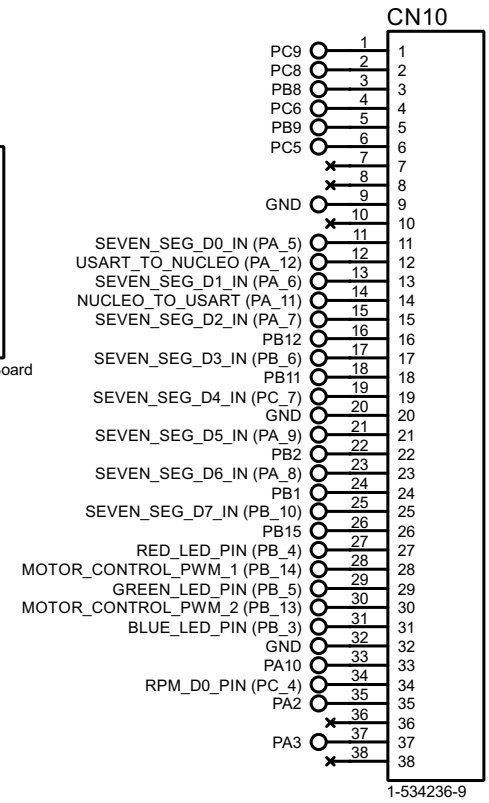 CN10
PC9 1 1
PC8 2 2
PB8 3 3
PC6 4 4
PB9 5 5
PC5 6 6
7 7
8 8
GND 9 9
10 10
SEVEN_SEG_D0_IN (PA_5) 11 11
USART_TO_NUCLEO (PA_12) 12 12
SEVEN_SEG_D1_IN (PA_6) 13 13
NUCLEO_TO_USART (PA_11) 14 14
SEVEN_SEG_D2_IN (PA_7) 15 15
PB12 16 16
SEVEN_SEG_D3_IN (PB_6) 17 17
PB11 18 18
oard
SEVEN_SEG_D4_IN (PC_7) 19 19
GND 20 20
SEVEN_SEG_D5_IN (PA_9) 21 21
PB2 22 22
SEVEN_SEG_D6_IN (PA_8) 23 23
PB1 24 24
SEVEN_SEG_D7_IN (PB_10) 25 25
PB15 26 26
RED_LED_PIN (PB_4) 27 27
MOTOR_CONTROL_PWM_1 (PB_14) 28 28
GREEN_LED_PIN (PB_5) 29 29
MOTOR_CONTROL_PWM_2 (PB_13) 30 30
BLUE_LED_PIN (PB_3) 31 31
GND 32 32
PA10 33 33
RPM_D0_PIN (PC_4) 34 34
PA2 35 35
36 36
PA3 37 37
38 38
1-534236-9